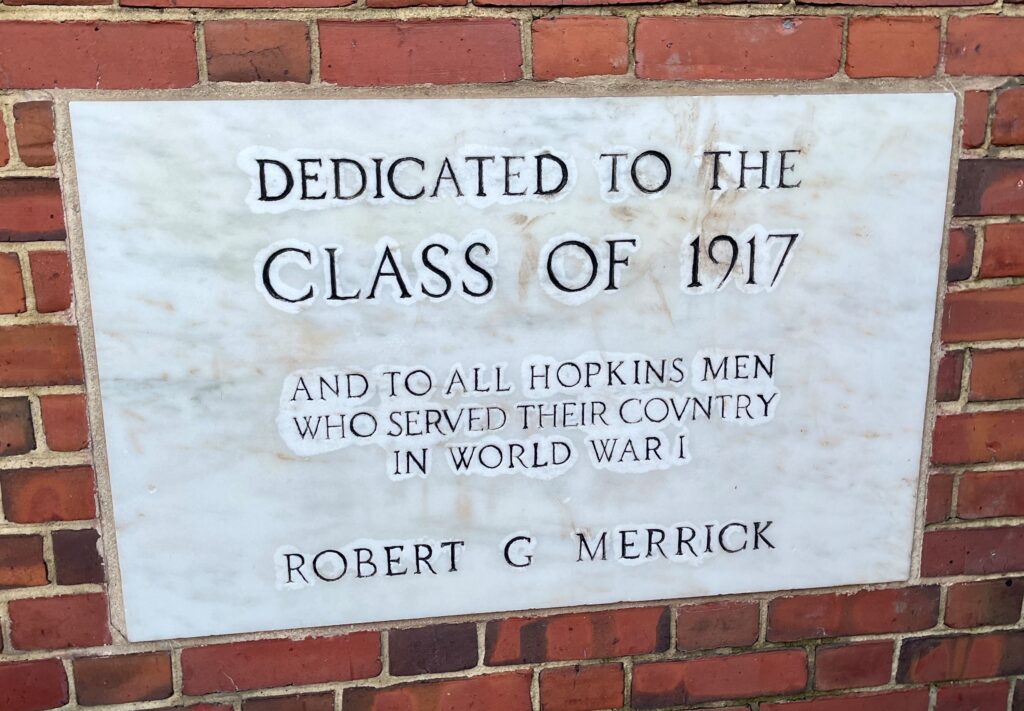 DEDICATED TO THE
CLASS OF 1917
AND TO ALL HOPKINS MEN
WHO SERVED THEIR COVNTRY
IN WORLD WAR I
ROBERT G MERRICK